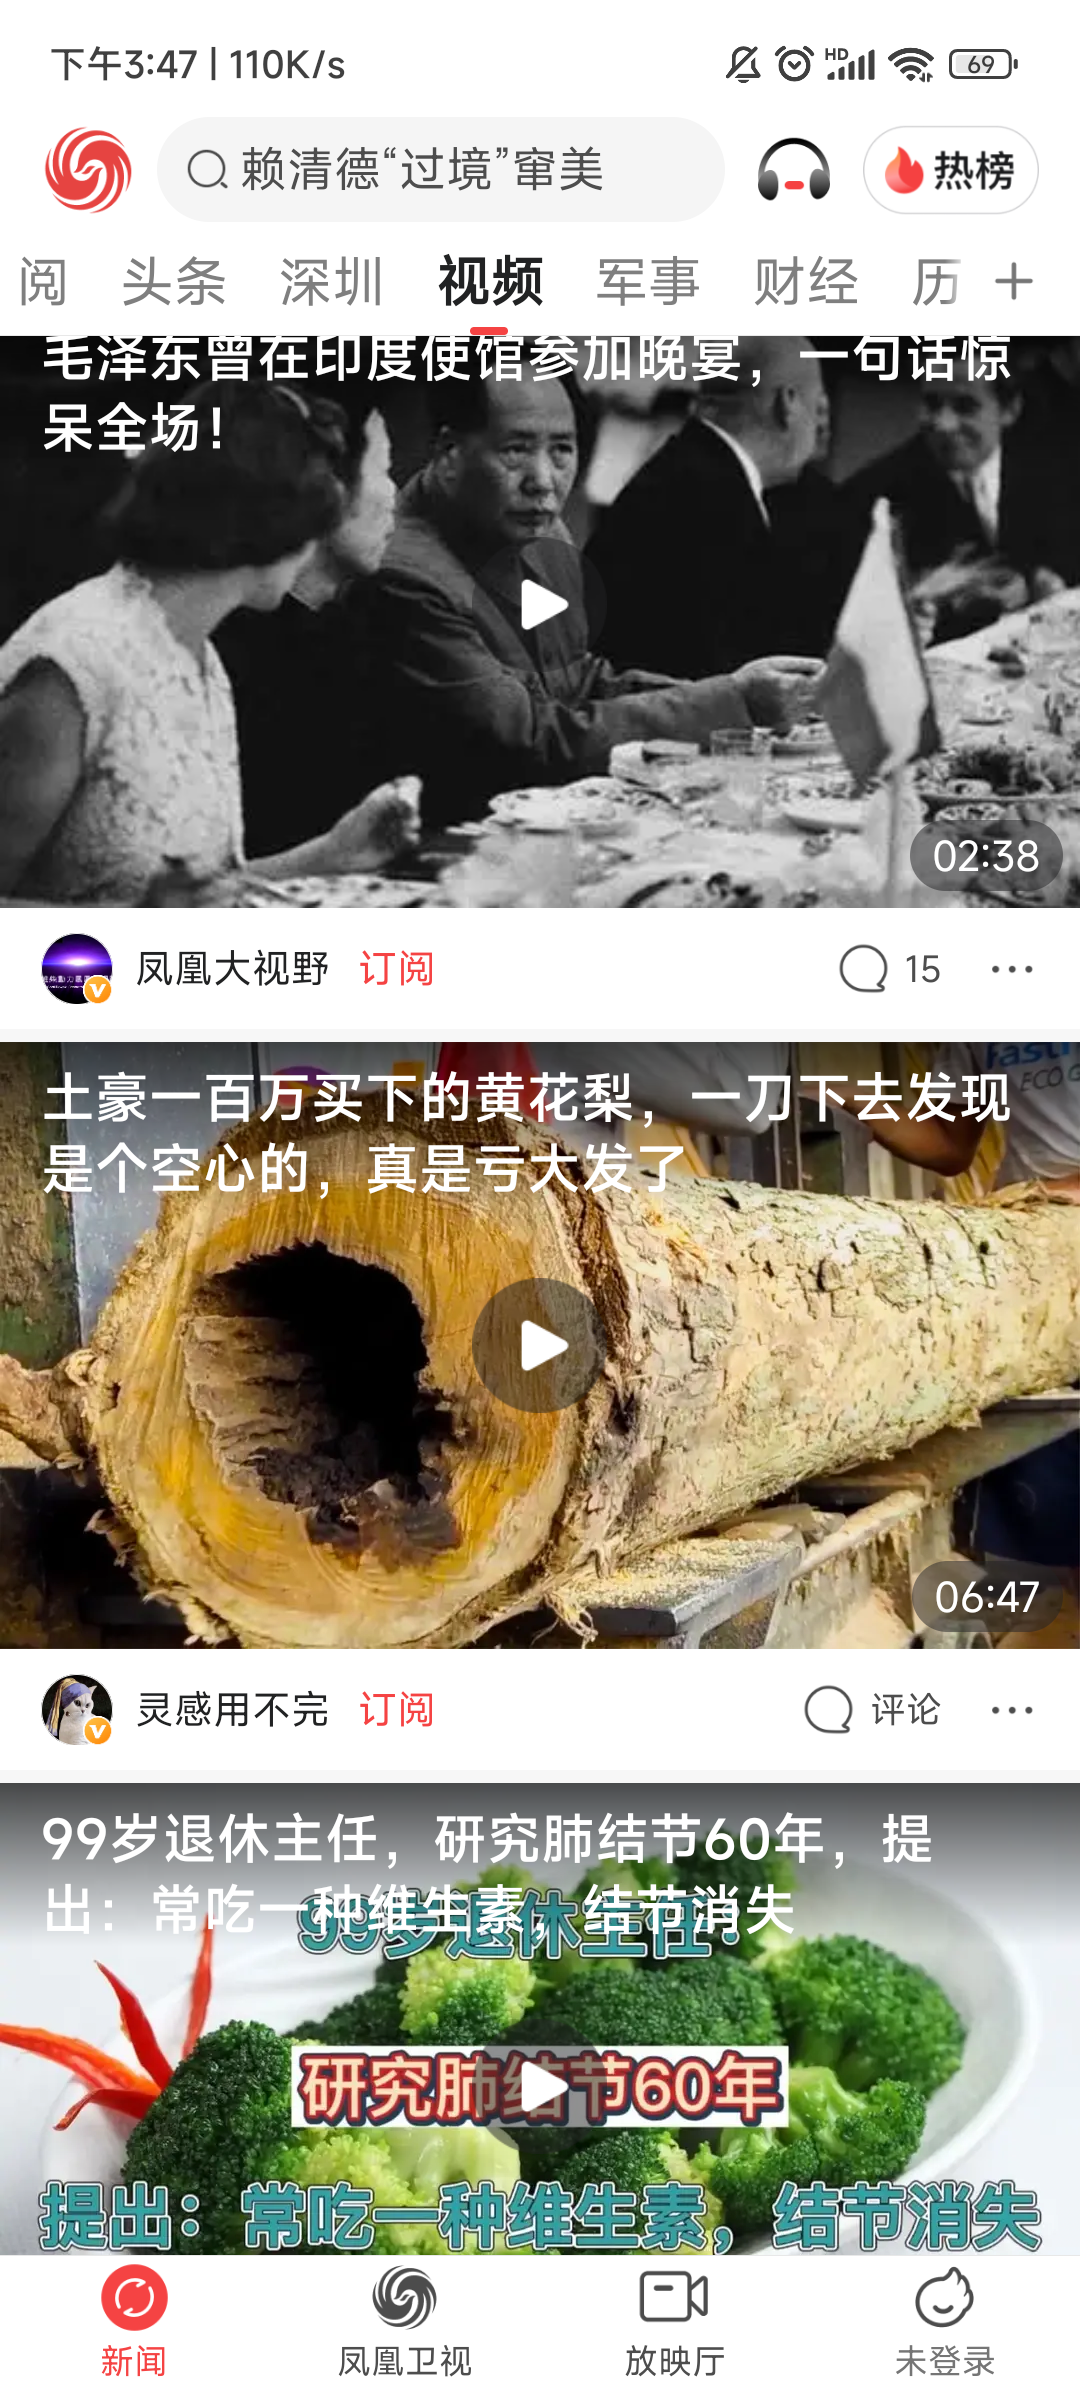 下午3:47 | 110K/s
HD
69
赖清德“过境”窜美
热榜
阅 头条 深圳 视频 军事 财经 历
毛泽东曾在印度使馆参加晚宴，一句话惊
呆全场！
02:38
凤凰大视野 订阅
15
土豪一百万买下的黄花梨，一刀下去发现
是个空心的，真是亏大发了
ECO
06:47
灵感用不完 订阅
评论
99岁退休主任，研究肺结节60年，提
出：常吃一种维生素，结节消失
99岁退休主任：
研究肺结节60年
提出：常吃一种维生素，结节消失
新闻 凤凰卫视 放映厅 未登录